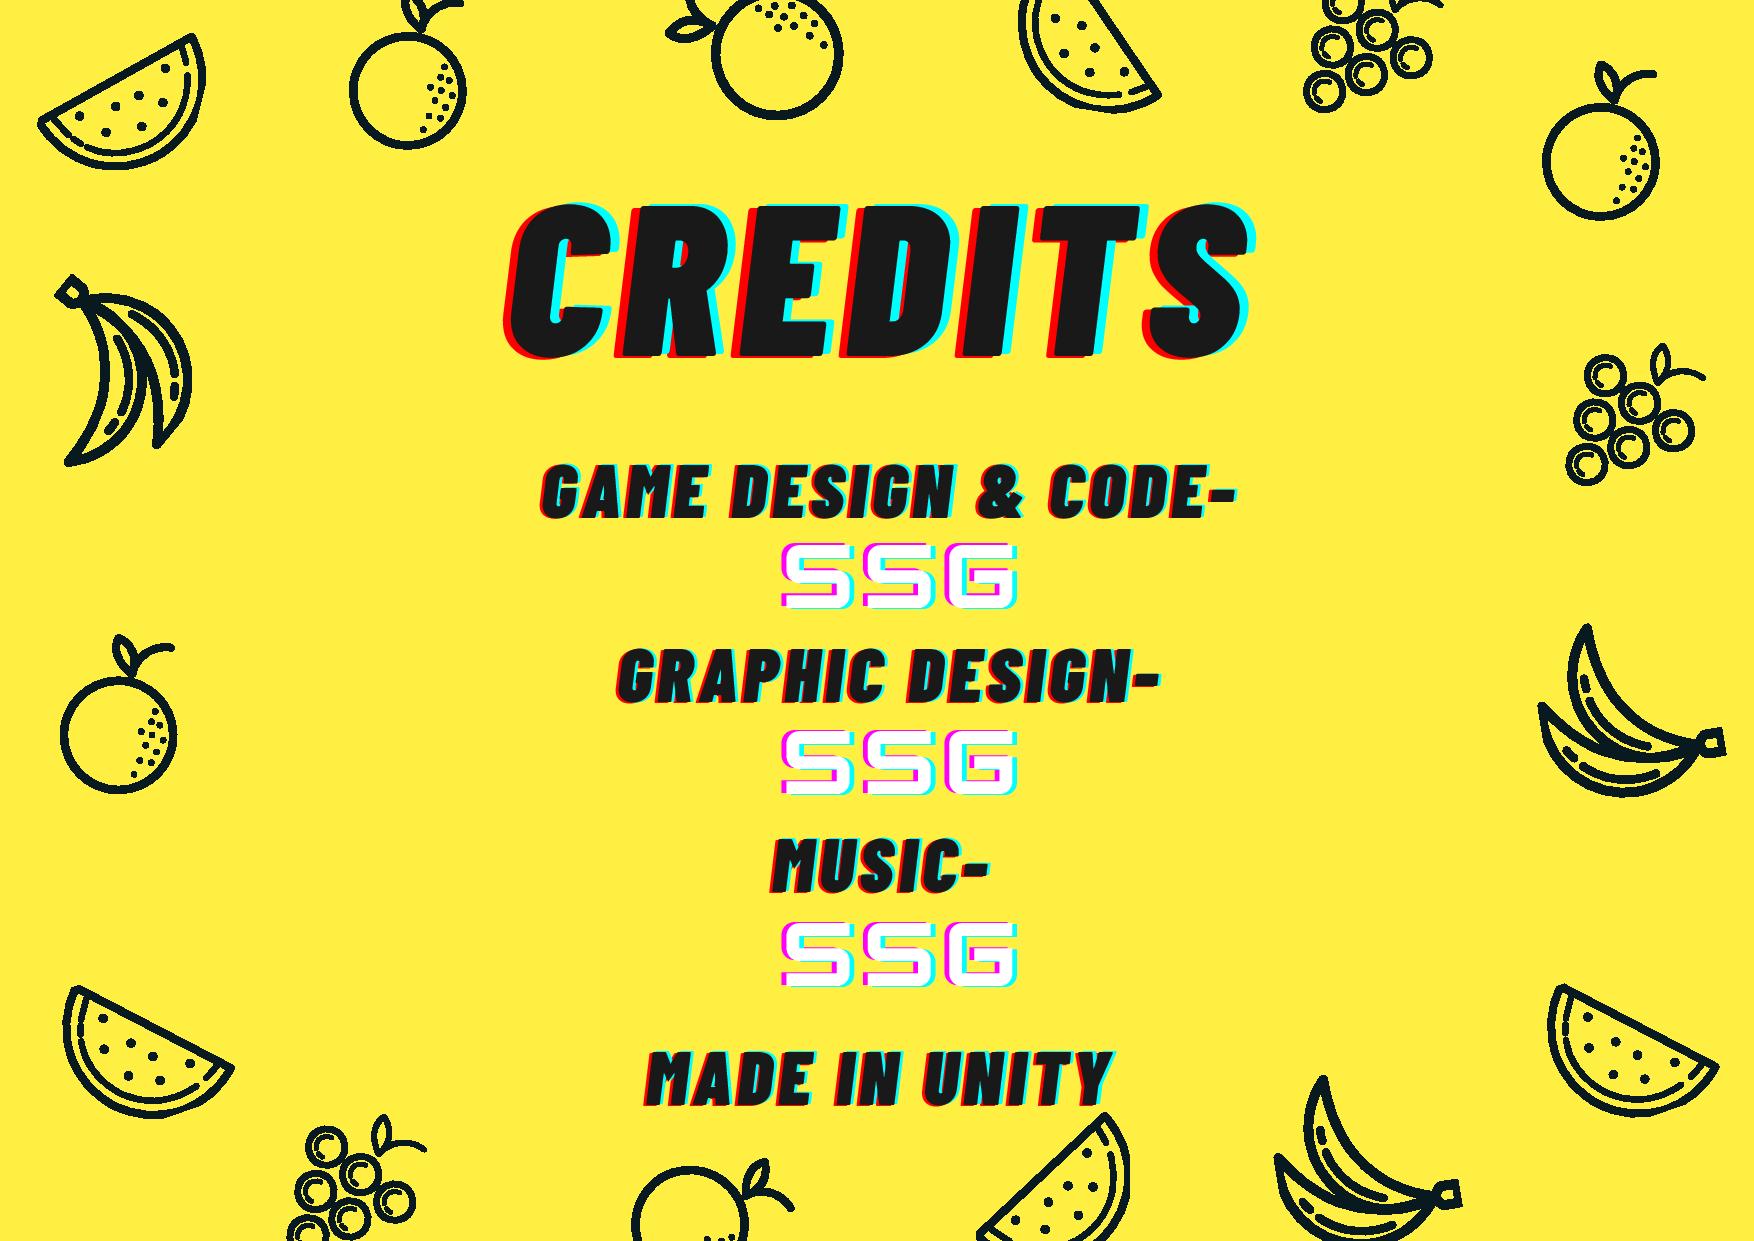 CREDITS
GAME DESIGN & CODE-
SSG
GRAPHIC DESIGN-
SSG
MUSIC-
SSG
MADE IN UNITY